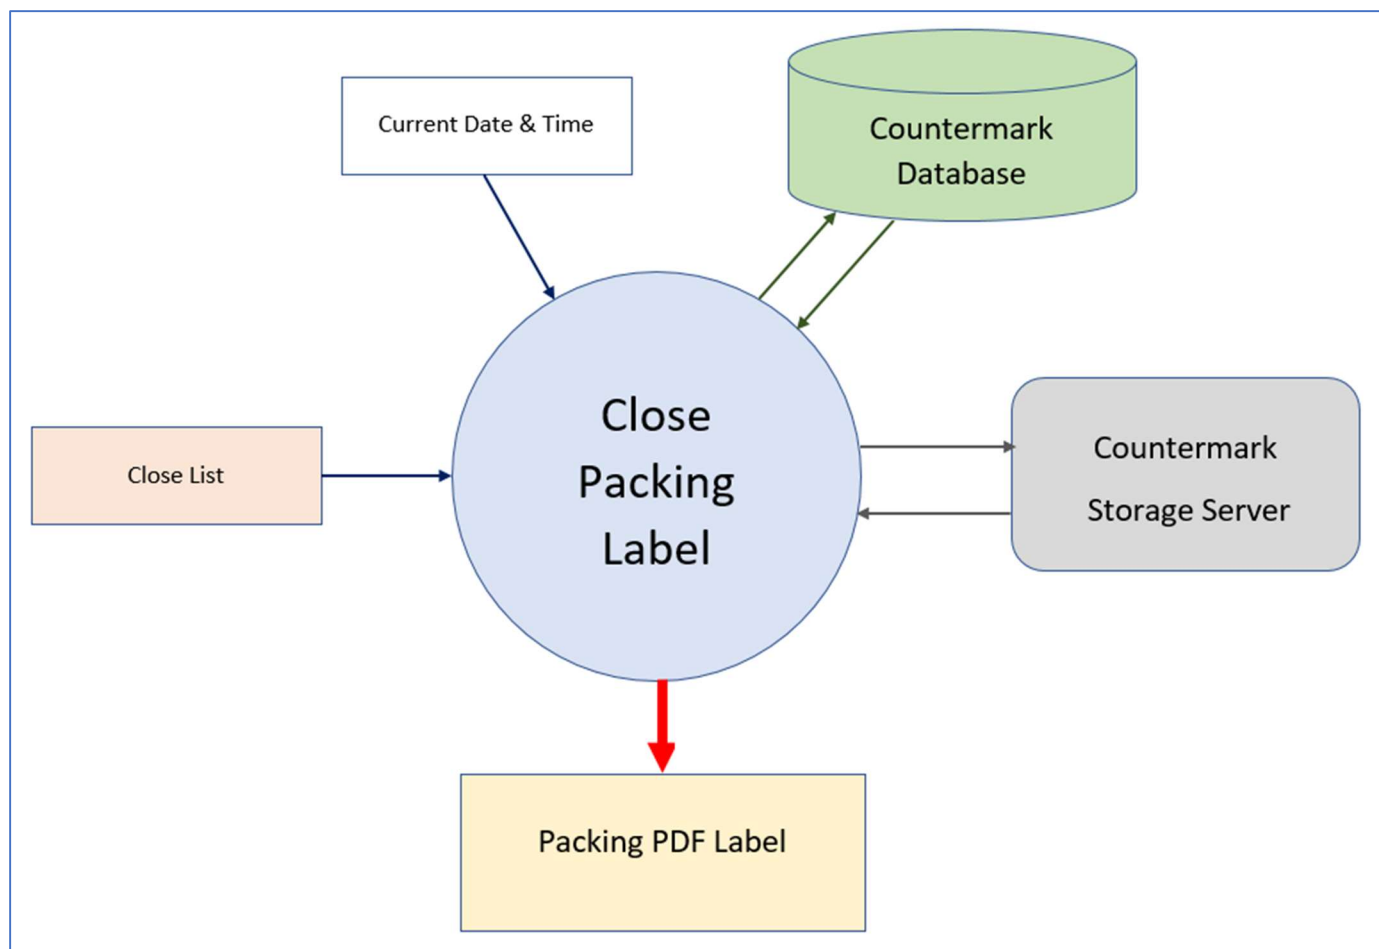 Current Date & Time
Countermark
Database
Close
Packing
Label
Close List
Countermark
Storage Server
Packing PDF Label